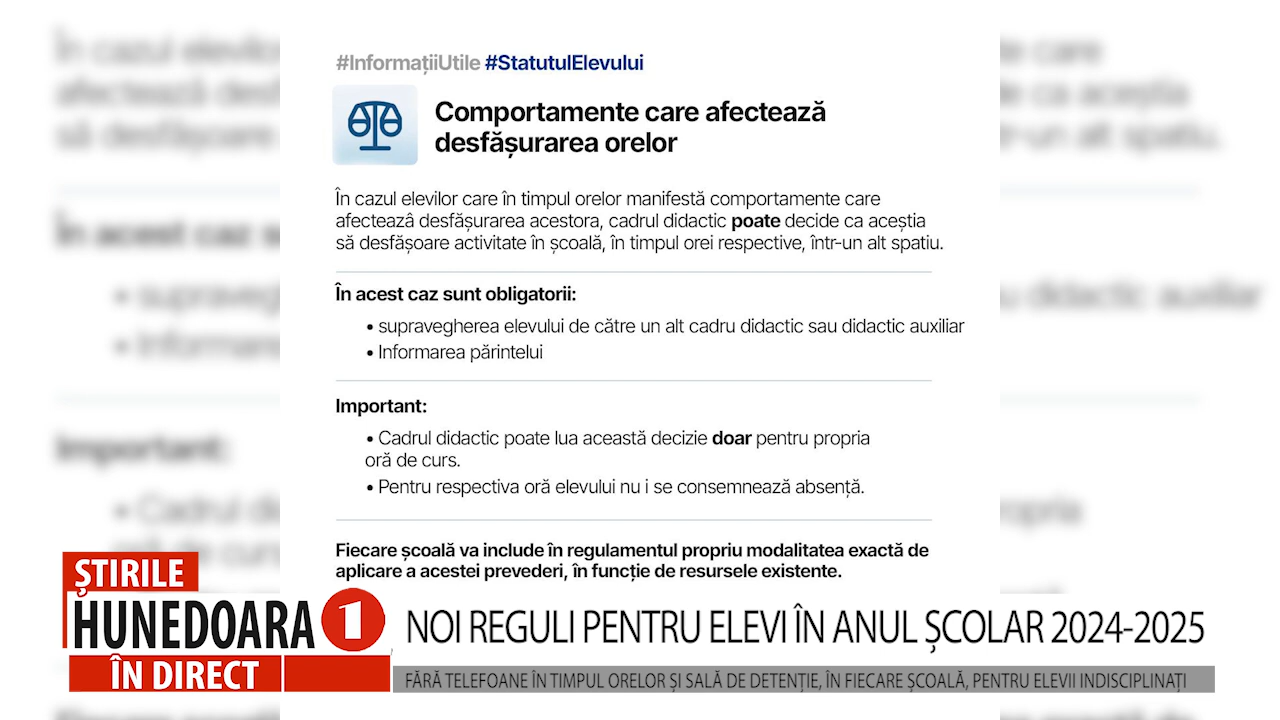 #InformațiiUtile #StatutulElevului
Comportamente care afectează
desfășurarea orelor
În cazul elevilor care în timpul orelor manifestă comportamente care
afecteazâ desfășurarea acestora, cadrul didactic poate decide ca aceștia
să desfășoare activitate în școală, în timpul orei respective, într-un alt spatiu.
În acest caz sunt obligatorii:
• supravegherea elevului de către un alt cadru didactic sau didactic auxiliar
• Informarea părintelui
Important:
• Cadrul didactic poate lua această decizie doar pentru propria
oră de curs.
• Pentru respectiva oră elevului nu i se consemnează absență.
Fiecare școală va include în regulamentul propriu modalitatea exactă de
aplicare a acestei prevederi, în funcție de resursele existente.
ȘTIRILE
HUNEDOARA 1
ÎN DIRECT
NOI REGULI PENTRU ELEVI ÎN ANUL ȘCOLAR 2024-2025
FĂRĂ TELEFOANE ÎN TIMPUL ORELOR ȘI SALĂ DE DETENȚIE, ÎN FIECARE ȘCOALĂ, PENTRU ELEVII INDISCIPLINAȚI